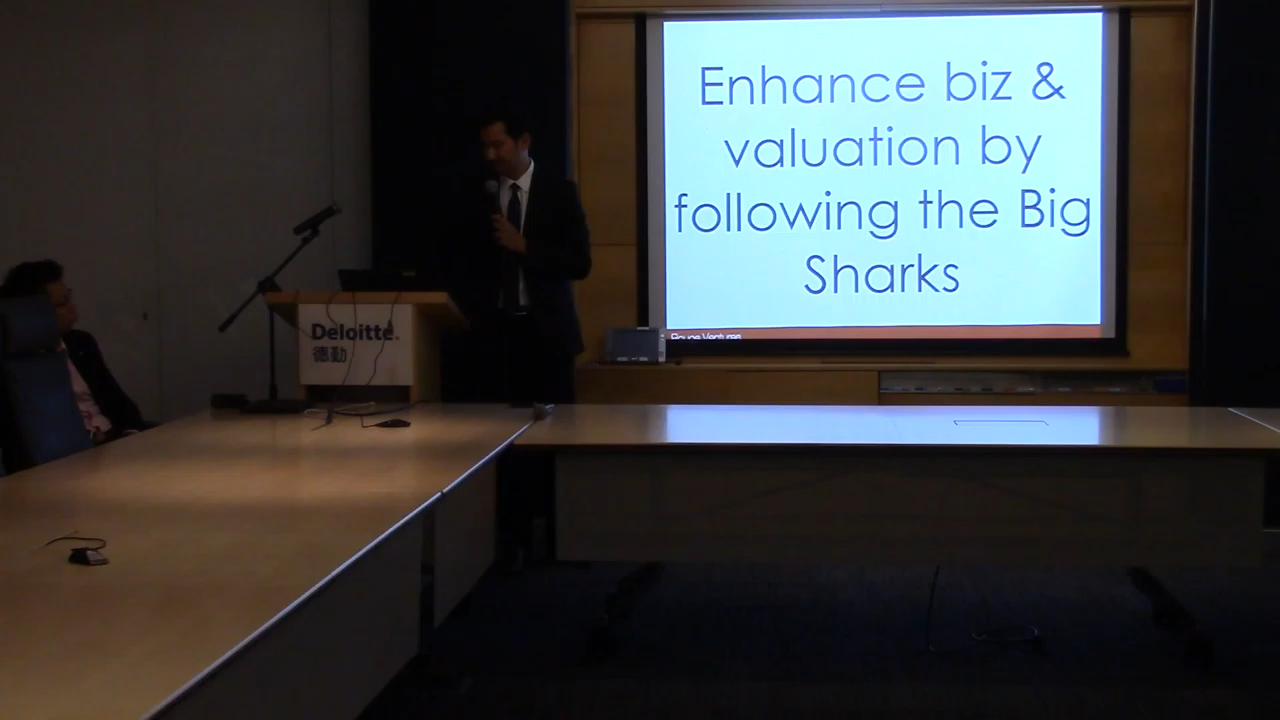 Enhance biz &
valuation by
following the Big
Sharks
Deloitte.
德勤